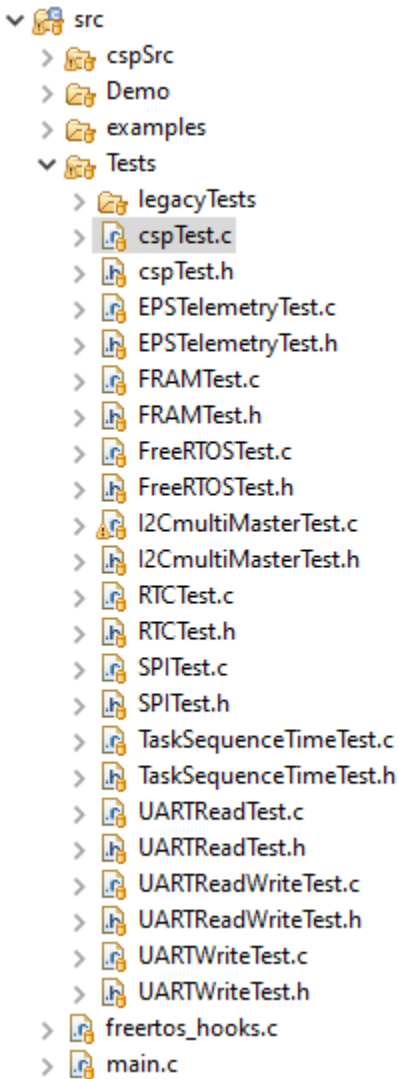 src
cspSrc
Demo
examples
Tests
legacyTests
cspTest.c
cspTest.h
EPSTelemetryTest.c
EPSTelemetryTest.h
FRAMTest.c
FRAMTest.h
FreeRTOSTest.c
FreeRTOSTest.h
I2CmultiMasterTest.c
I2CmultiMasterTest.h
RTCTest.c
RTCTest.h
SPITest.c
SPITest.h
TaskSequenceTimeTest.c
TaskSequenceTimeTest.h
UARTReadTest.c
UARTReadTest.h
UARTReadWriteTest.c
UARTReadWriteTest.h
UARTWriteTest.c
UARTWriteTest.h
freertos_hooks.c
main.c